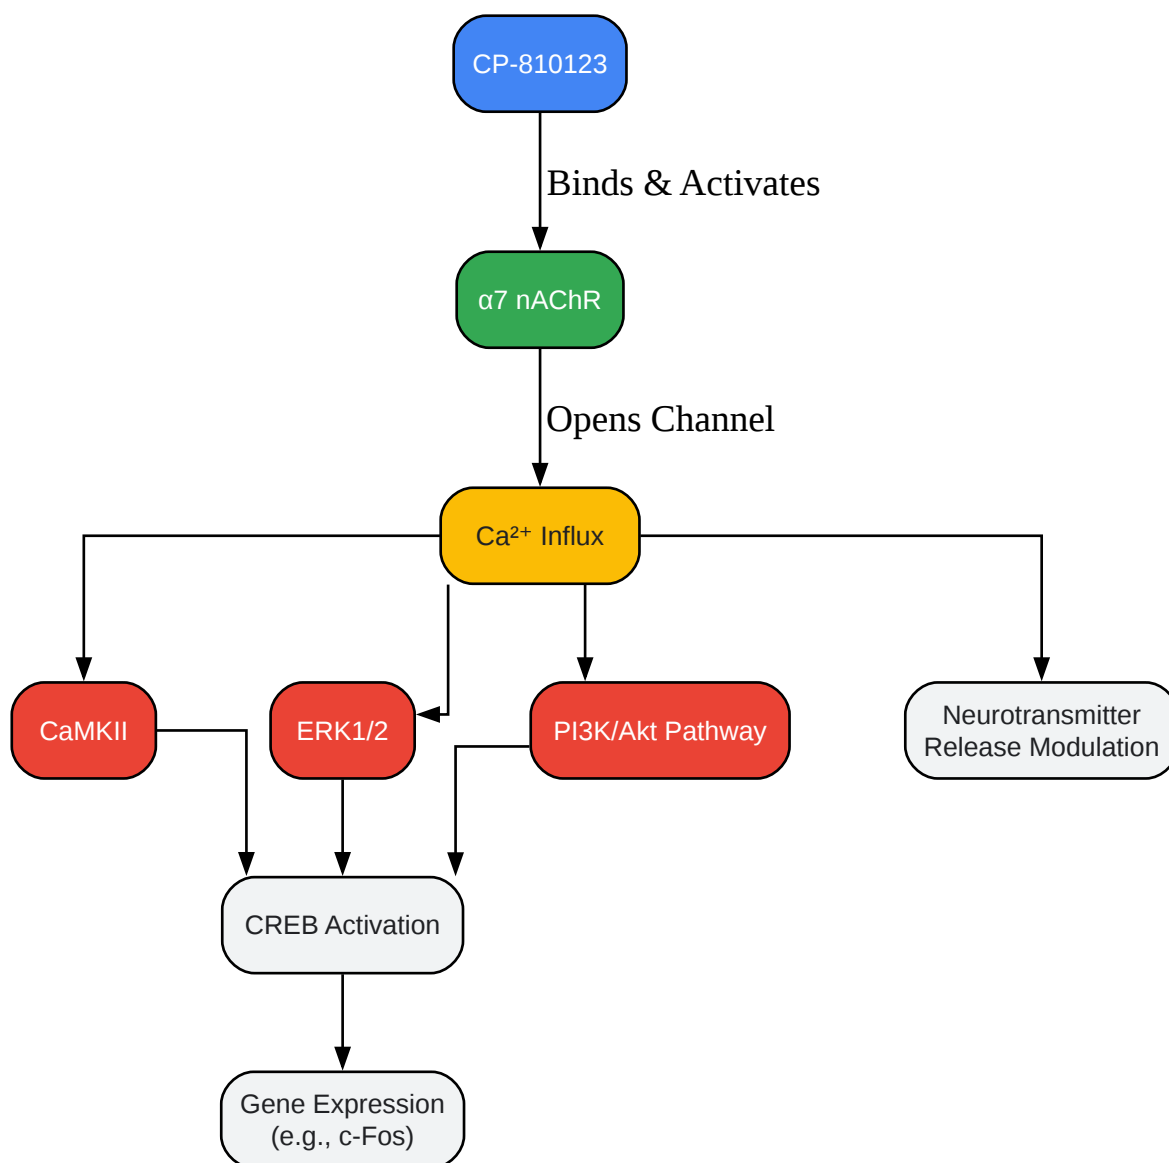 CP-810123
Binds & Activates
α7 nAChR
Opens Channel
Ca²⁺ Influx
CaMKII
ERK1/2
PI3K/Akt Pathway
Neurotransmitter
Release Modulation
CREB Activation
Gene Expression
(e.g., c-Fos)